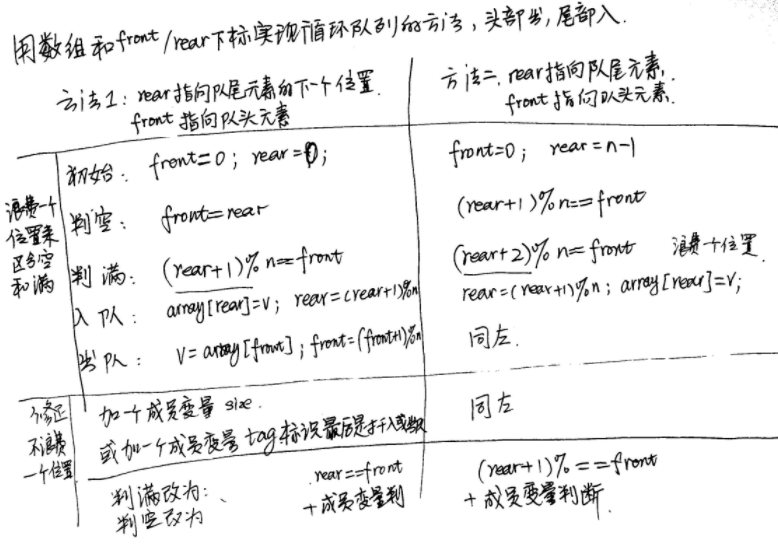 用数组和front/rear下标实现循环队列的方法，头部出，尾部入.
方法1：rear指向队尾元素的下一个位置.
front指向队头元素
方法二、rear指向队尾元素,
front指向队头元素.
浪费一个
位置来
区分空
和满
初始： front=0； rear=0；
front=0； rear=n-1
判空： front==rear
(rear+1)%n==front
判满： (rear+1)%n==front
(rear+2)%n==front 浪费一个位置
入队： array[rear]=v； rear=(rear+1)%n
rear=(rear+1)%n；array[rear]=v；
出队： v=array[front]；front=(front+1)%n
同左.
修正
不浪费
一个位置
加一个成员变量 size.
或加一个成员变量tag标识最后是插入或
同左
判满改为：
判空改为
rear==front
+成员变量判
(rear+1)%==front
+成员变量判断.